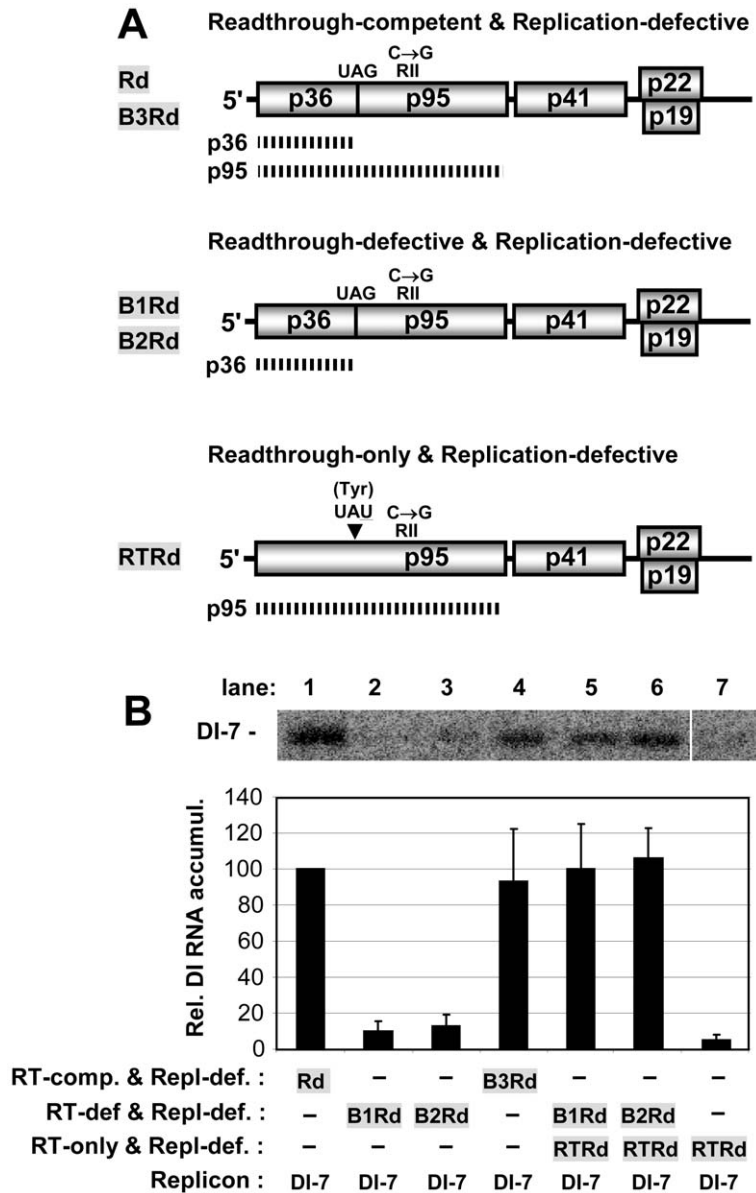 A Readthrough-competent & Replication-defective
C→G
UAG RII
Rd
B3Rd
5' p36 p95 p41 p22
p19
p36
p95
Readthrough-defective & Replication-defective
C→G
UAG RII
B1Rd
B2Rd
5' p36 p95 p41 p22
p19
p36
Readthrough-only & Replication-defective
(Tyr)
UAU C→G
RII
RTRd 5' p95 p41 p22
p19
p95
lane: 1 2 3 4 5 6 7
B
DI-7 -
Rel. DI RNA accumul.
140
120
100
80
60
40
20
0
RT-comp. & Repl-def. : Rd – – B3Rd – – –
RT-def & Repl-def. : – B1Rd B2Rd – B1Rd B2Rd –
RT-only & Repl-def. : – – – – RTRd RTRd RTRd
Replicon : DI-7 DI-7 DI-7 DI-7 DI-7 DI-7 DI-7